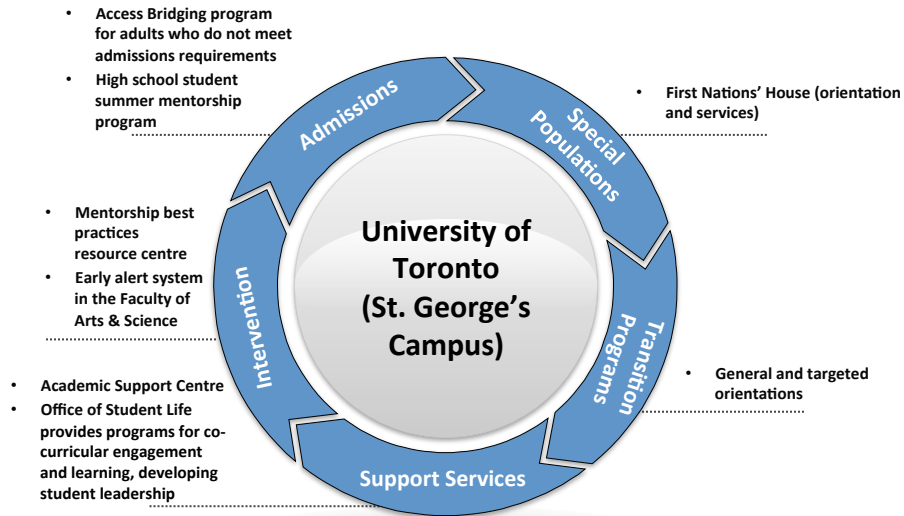 • Access Bridging program
for adults who do not meet
admissions requirements
• High school student
summer mentorship
program
Admissions
Special
Populations
• First Nations' House (orientation
and services)
• Mentorship best
practices
resource centre
• Early alert system
in the Faculty of
Arts & Science
Intervention
University of
Toronto
(St. George's
Campus)
Transition
Programs
• General and targeted
orientations
• Academic Support Centre
• Office of Student Life
provides programs for co-
curricular engagement
and learning, developing
student leadership
Support Services